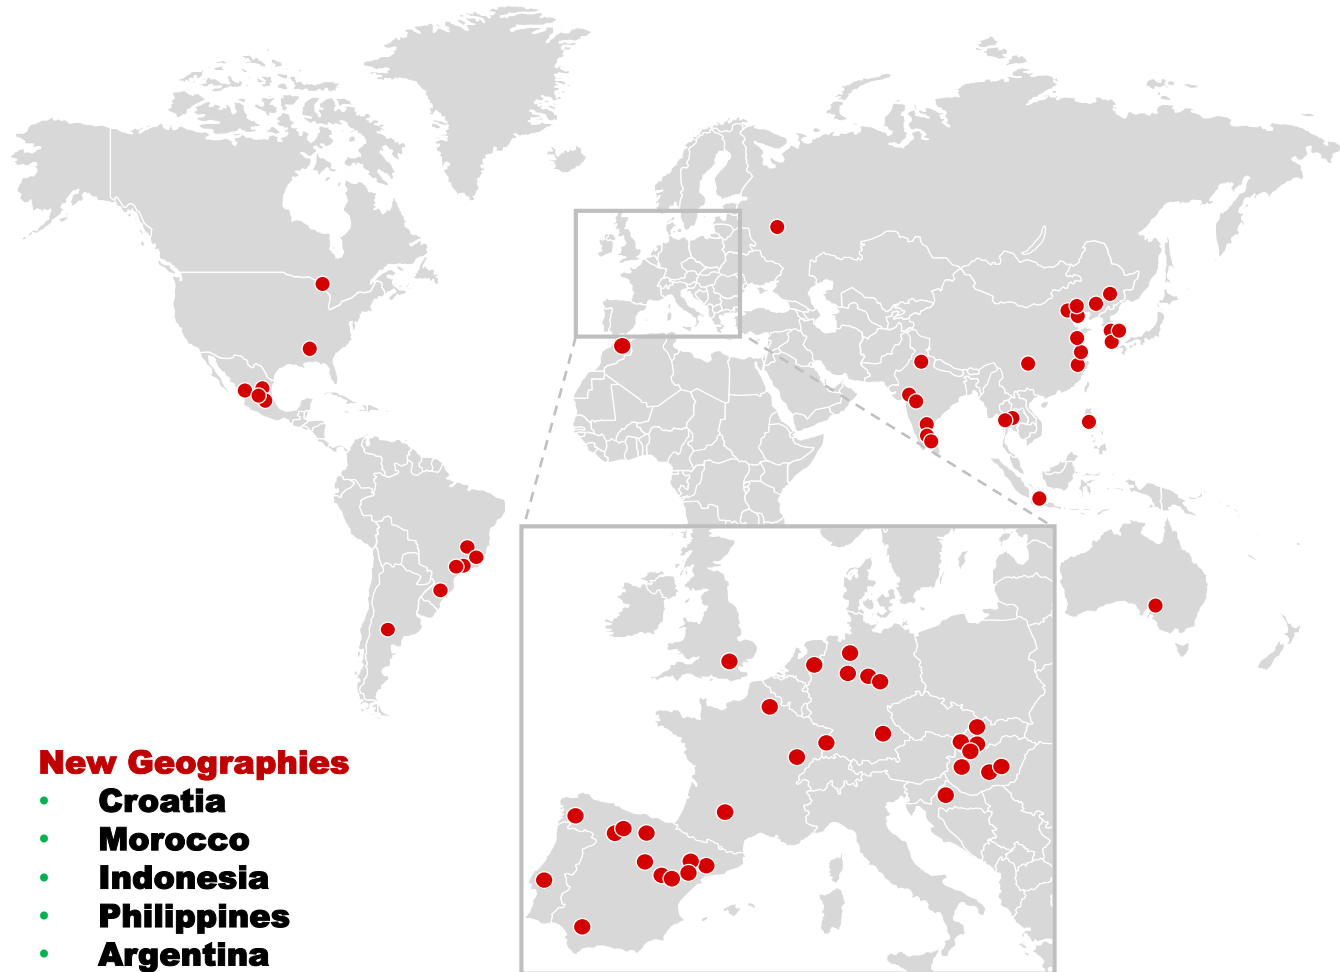 New Geographies
• Croatia
• Morocco
• Indonesia
• Philippines
• Argentina